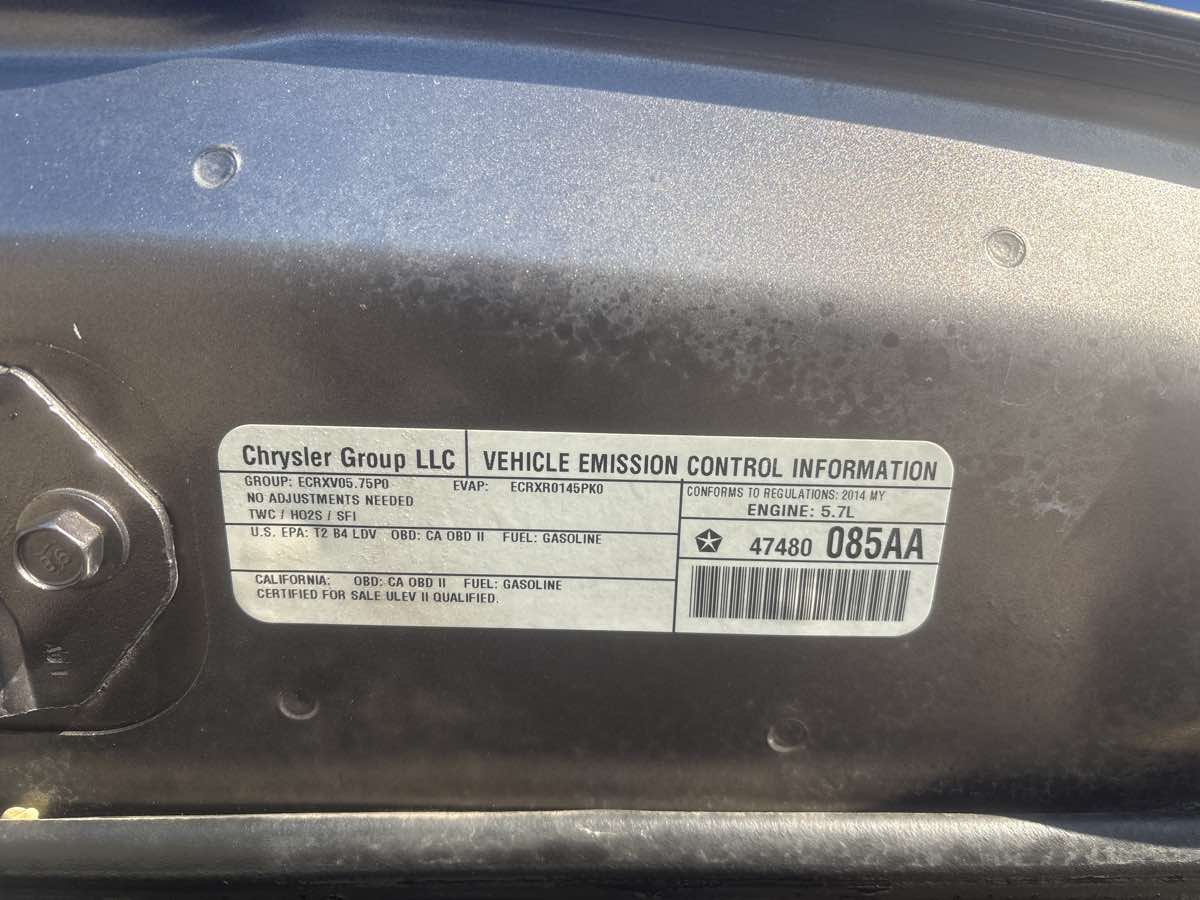 Chrysler Group LLC
VEHICLE EMISSION CONTROL INFORMATION
GROUP: ECRXV05.75P0 EVAP: ECRXR0145PK0
NO ADJUSTMENTS NEEDED
TWC / HO2S / SFI
CONFORMS TO REGULATIONS: 2014 MY
ENGINE: 5.7L
U.S. EPA: T2 B4 LDV OBD: CA OBD II FUEL: GASOLINE
47480 085AA
CALIFORNIA: OBD: CA OBD II FUEL: GASOLINE
CERTIFIED FOR SALE ULEV II QUALIFIED.